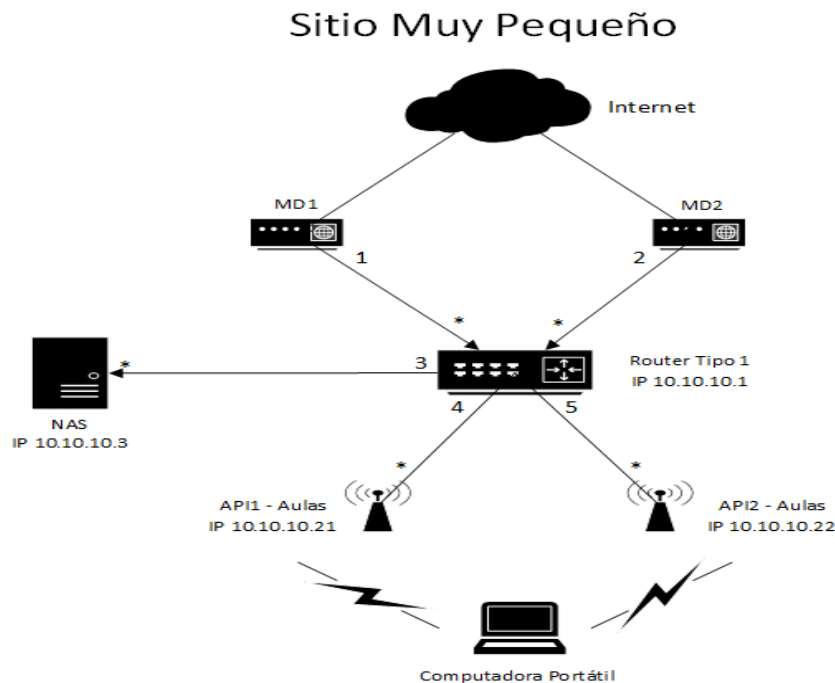 Sitio Muy Pequeño
Internet
MD1
MD2
1
2
*
*
Router Tipo 1
IP 10.10.10.1
3
*
4
5
NAS
IP 10.10.10.3
*
*
API1 - Aulas
IP 10.10.10.21
API2 - Aulas
IP 10.10.10.22
Computadora Portátil